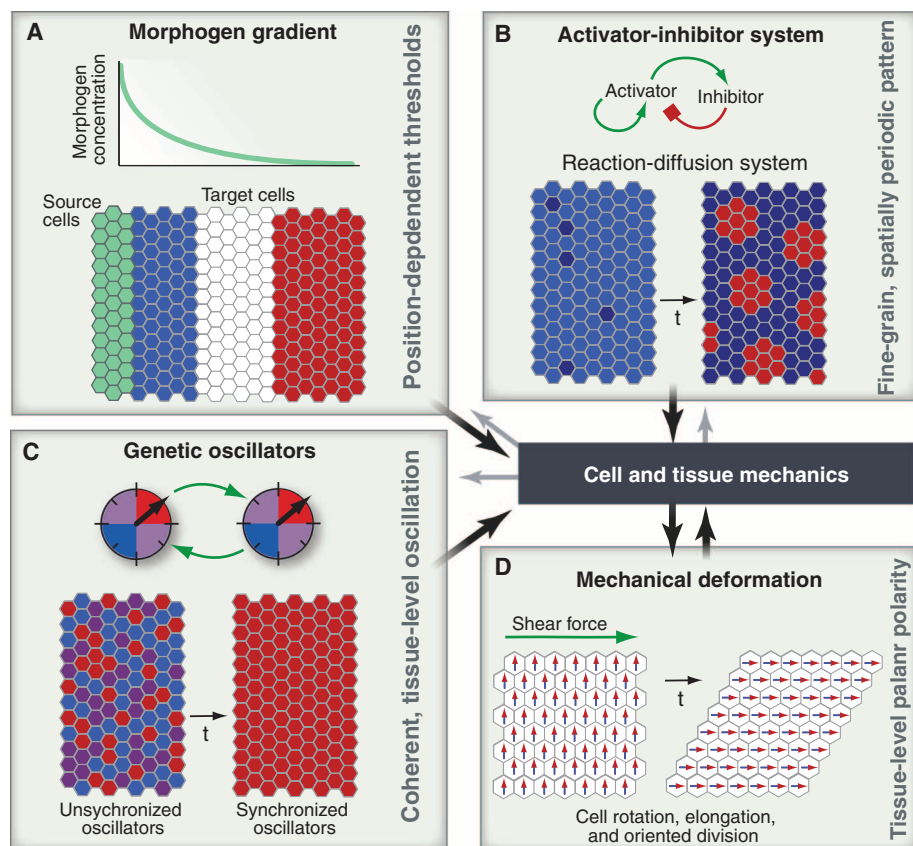 A
Morphogen gradient
Morphogen
concentration
Source
cells
Target cells
Position-depdendent thresholds
B
Activator-inhibitor system
Activator
Inhibitor
Reaction-diffusion system
t
Fine-grain, spatially periodic pattern
C
Genetic oscillators
t
Unsychronized
oscillators
Synchronized
oscillators
Coherent, tissue-level oscillation
Cell and tissue mechanics
D
Mechanical deformation
Shear force
t
Cell rotation, elongation,
and oriented division
Tissue-level palanr polarity